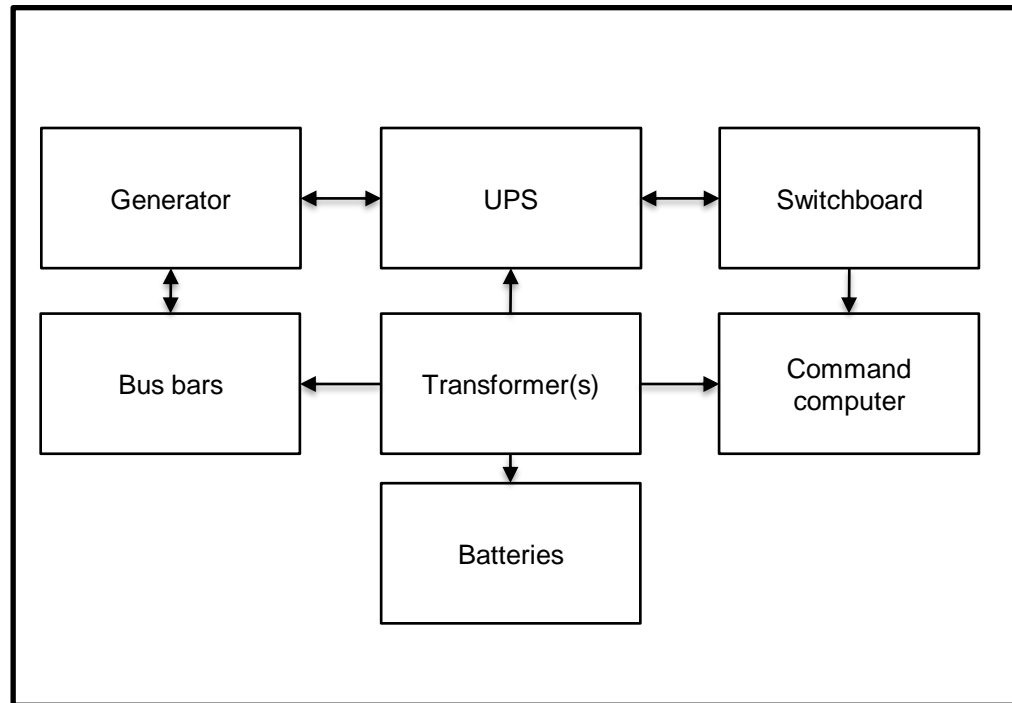 Generator
UPS
Switchboard
Bus bars
Transformer(s)
Command
computer
Batteries